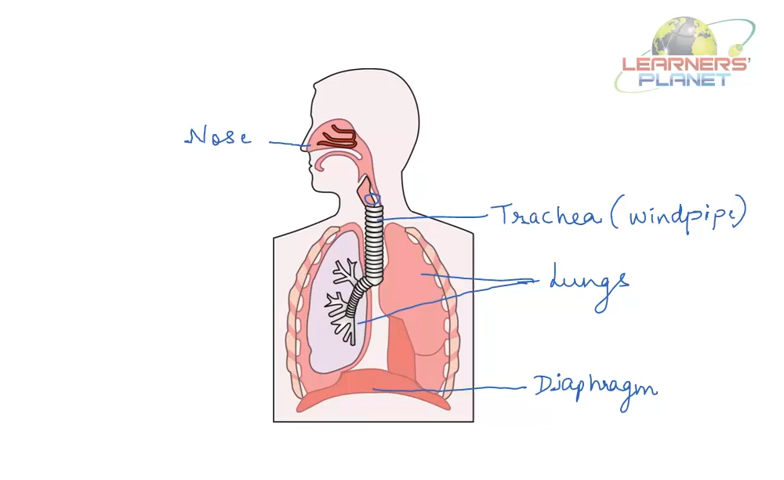 LEARNERS'
PLANET
Nose
Trachea (windpipe)
Lungs
Diaphragm